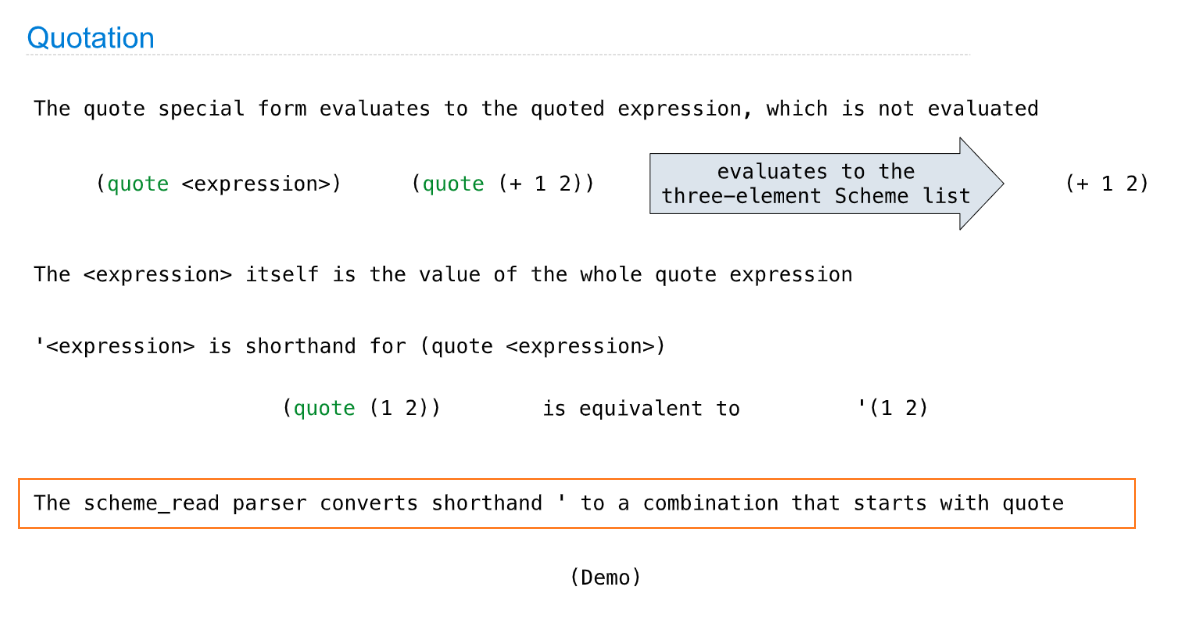 Quotation
The quote special form evaluates to the quoted expression, which is not evaluated
(quote <expression>) (quote (+ 1 2)) evaluates to the three-element Scheme list (+ 1 2)
The <expression> itself is the value of the whole quote expression
'<expression> is shorthand for (quote <expression>)
(quote (1 2)) is equivalent to '(1 2)
The scheme_read parser converts shorthand ' to a combination that starts with quote
(Demo)